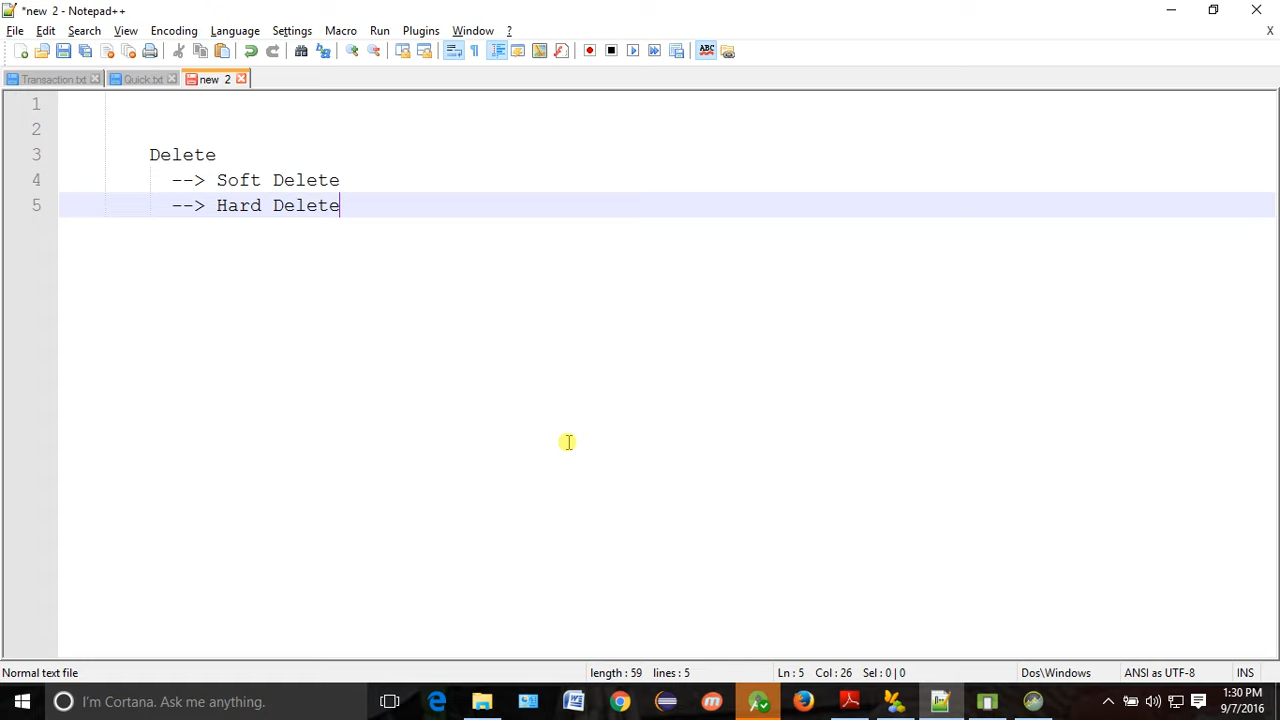 *new 2 - Notepad++
File Edit Search View Encoding Language Settings Macro Run Plugins Window ? X
Transaction.txt Quick.txt new 2
1
2
3 Delete
4 --> Soft Delete
5 --> Hard Delete
Normal text file length : 59 lines : 5 Ln : 5 Col : 26 Sel : 0 | 0 Dos\Windows ANSI as UTF-8 INS
I'm Cortana. Ask me anything. 1:30 PM
9/7/2016